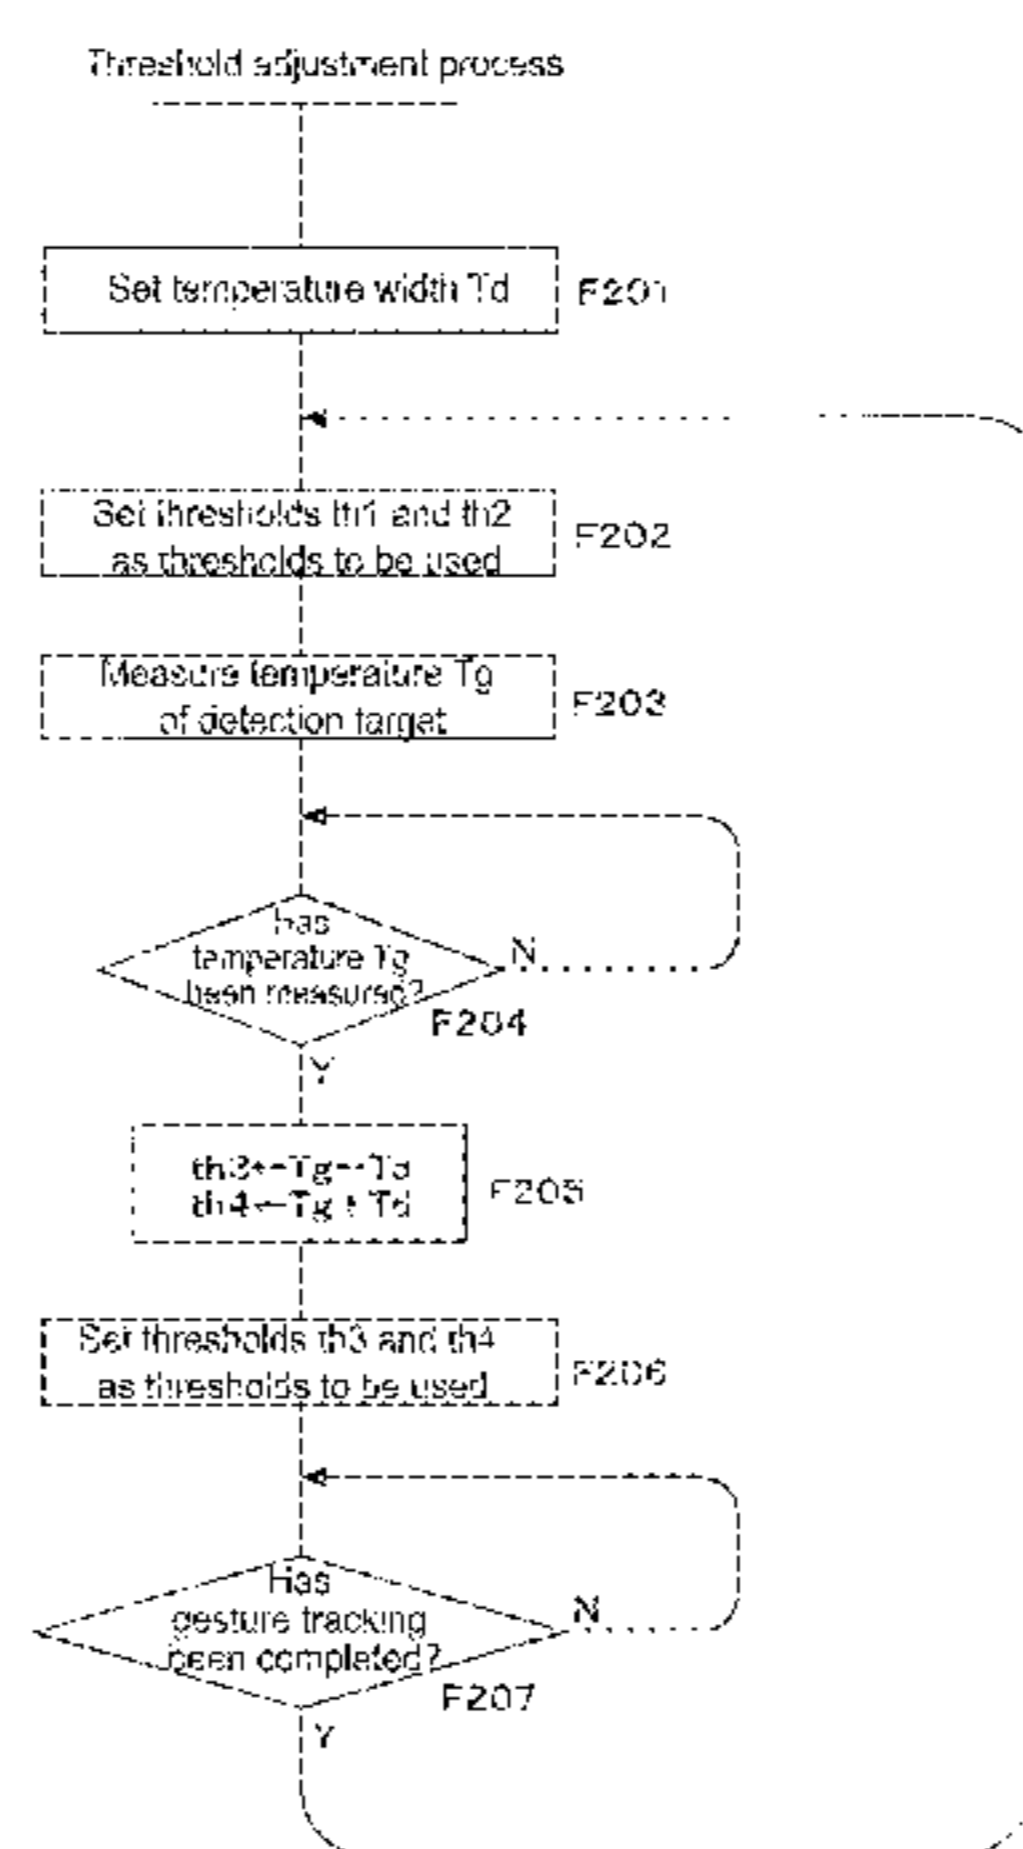 Threshold adjustment process
Set temperature width Td
F201
Set thresholds th1 and th2
as thresholds to be used
F202
Measure temperature Tg
of detection target
F203
Has
temperature Tg
been measured?
N
F204
Y
th3←Tg−Td
th4←Tg+Td
F205
Set thresholds th3 and th4
as thresholds to be used
F206
Has
gesture tracking
been completed?
N
F207
Y